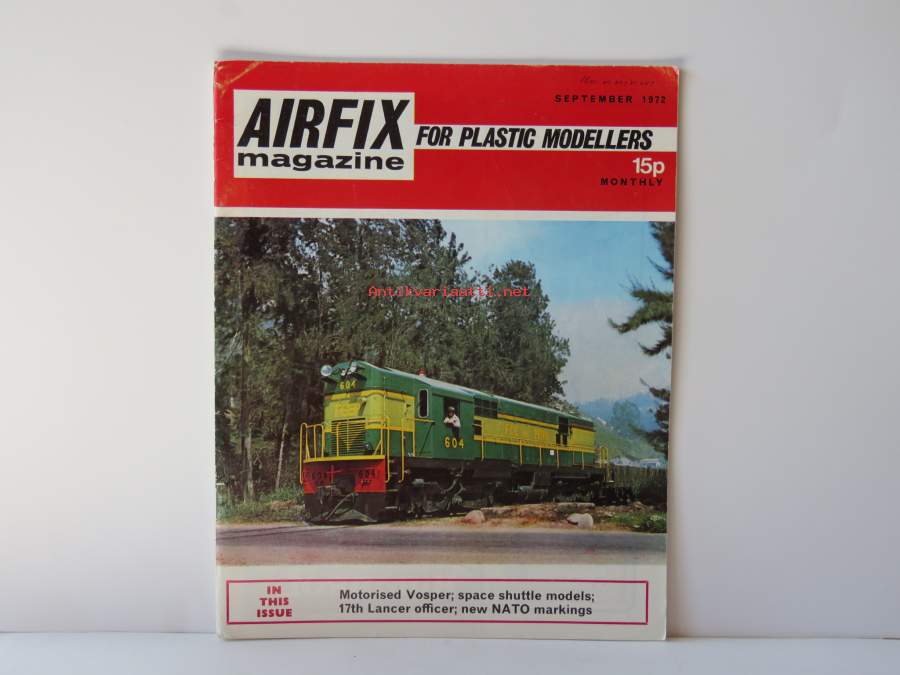 SEPTEMBER 1972
AIRFIX
magazine
FOR PLASTIC MODELLERS
15p
MONTHLY
Antikvariaatti.net
604
604
604
IN
THIS
ISSUE
Motorised Vosper; space shuttle models;
17th Lancer officer; new NATO markings